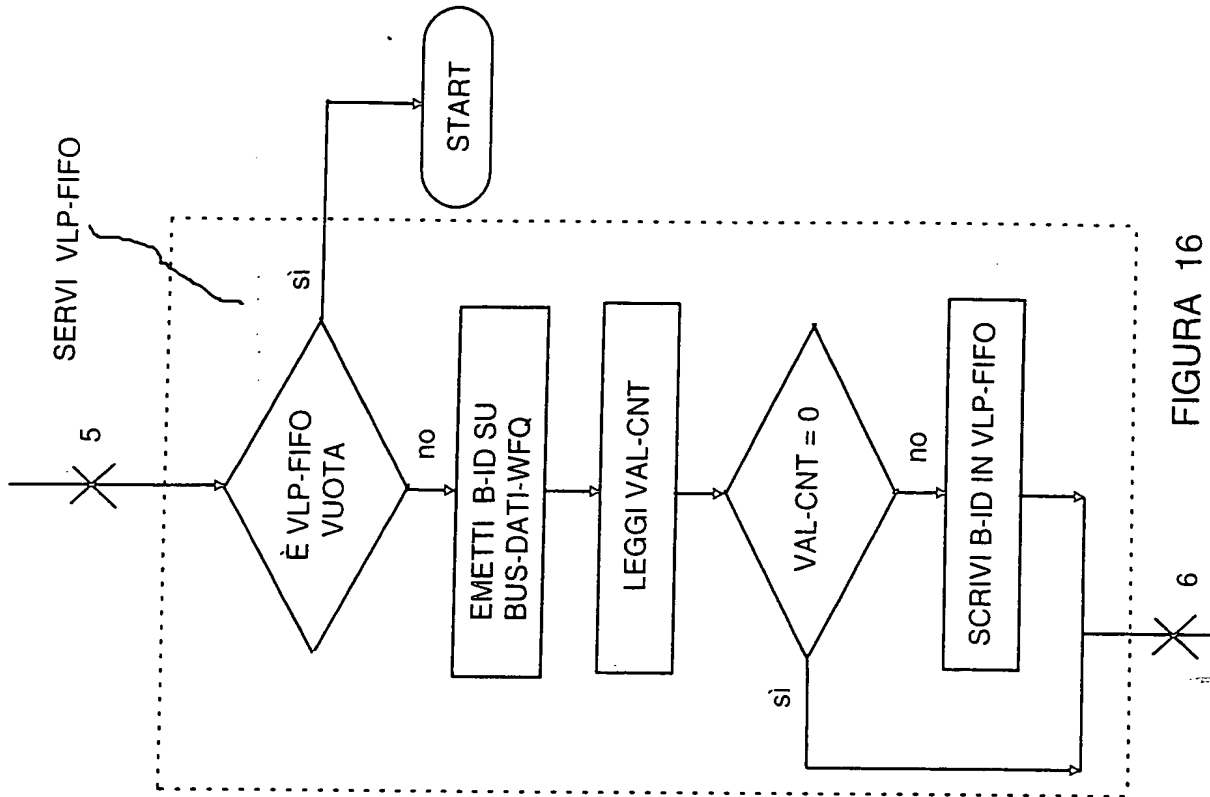 SERVI VLP-FIFO
5
È VLP-FIFO
VUOTA
sì
START
no
EMETTI B-ID SU
BUS-DATI-WFQ
LEGGI VAL-CNT
VAL-CNT = 0
sì
no
SCRIVI B-ID IN VLP-FIFO
6
FIGURA 16